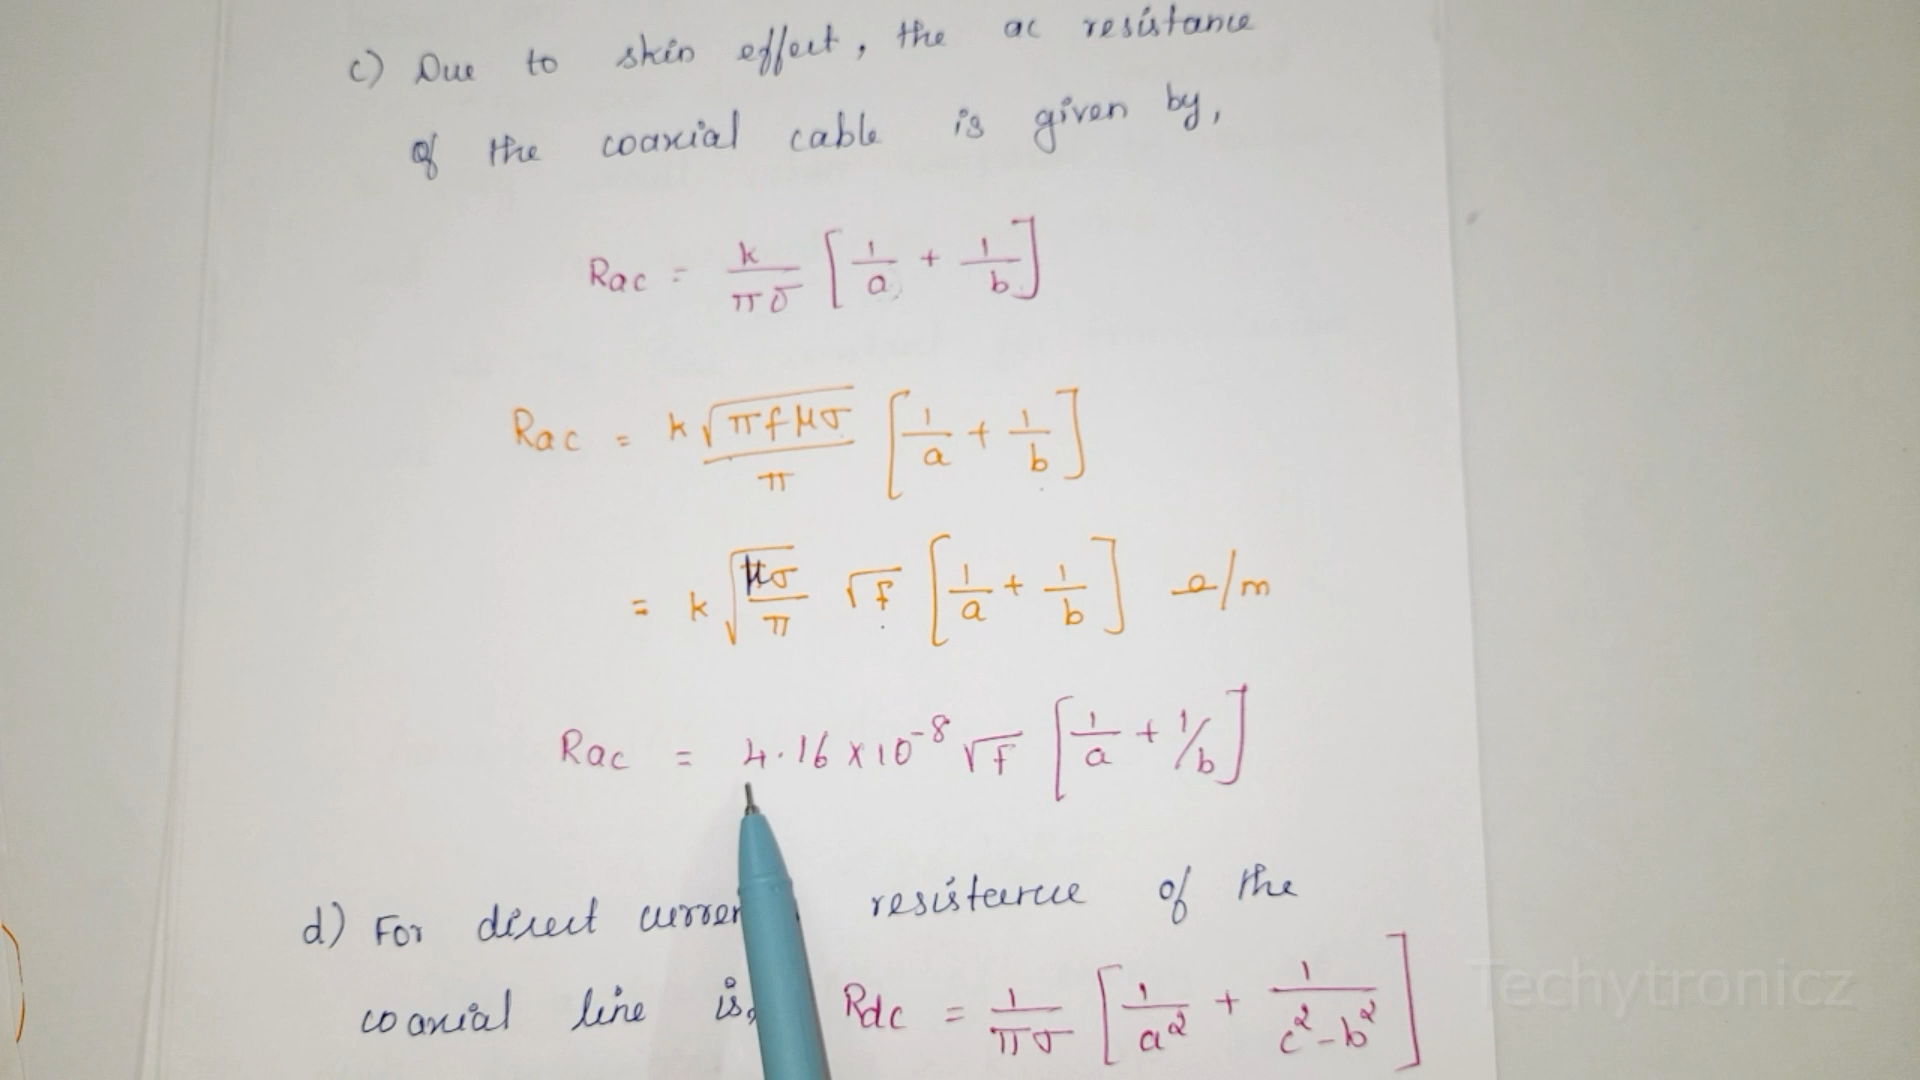 c) Due to skin effect, the ac resistance
of the coaxial cable is given by,
Rac = k/πδ [1/a + 1/b]
Rac = k√(πfμσ)/π [1/a + 1/b]
= k√(μσ/π) √f [1/a + 1/b] Ω/m
Rac = 4.16 × 10⁻⁸ √f [1/a + 1/b]
d) For direct resistance of the
coaxial line is, Rdc = 1/πσ [1/a² + 1/(c² - b²)]
Techytronicz